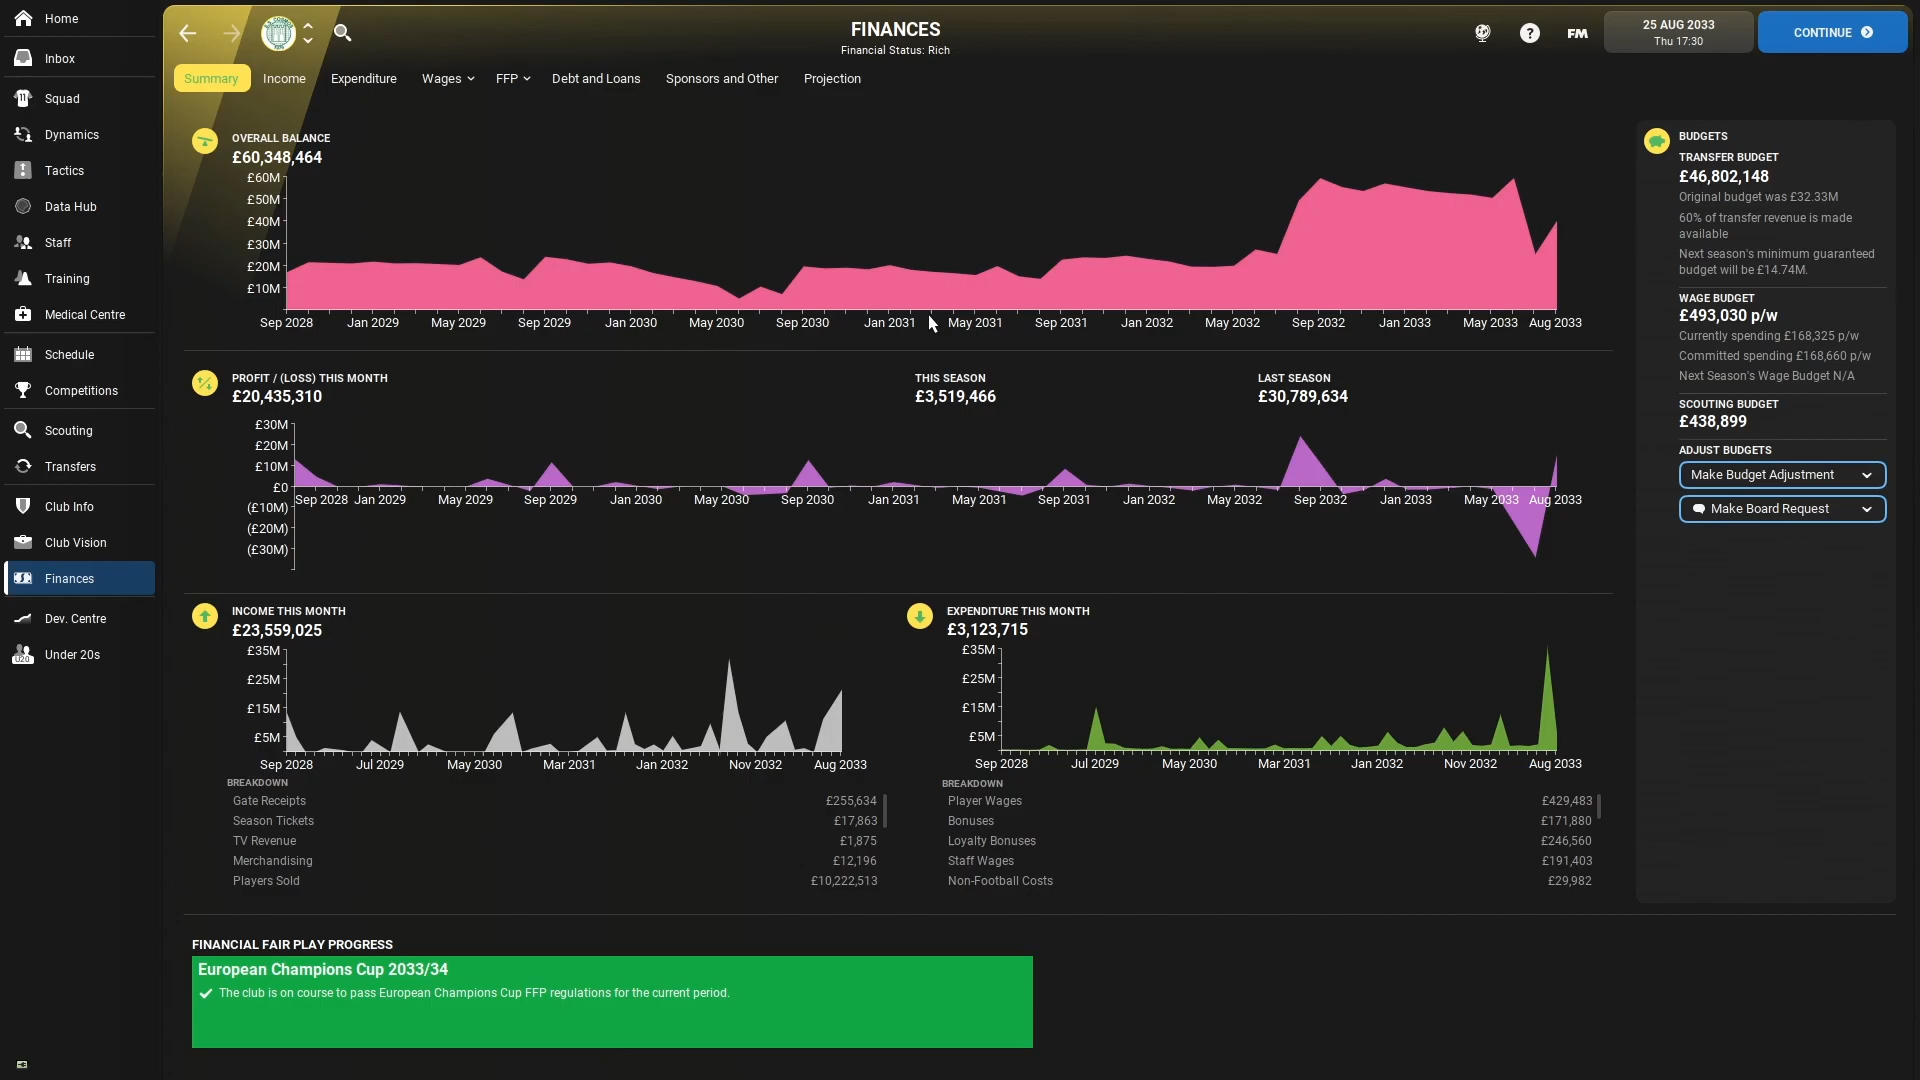 Home
Inbox
Squad
Dynamics
Tactics
Data Hub
Staff
Training
Medical Centre
Schedule
Competitions
Scouting
Transfers
Club Info
Club Vision
Finances
Dev. Centre
U20 Under 20s
FINANCES
Financial Status: Rich
? FM
25 AUG 2033
Thu 17:30
CONTINUE
Summary Income Expenditure Wages FFP Debt and Loans Sponsors and Other Projection
OVERALL BALANCE
£60,348,464
£60M
£50M
£40M
£30M
£20M
£10M
Sep 2028 Jan 2029 May 2029 Sep 2029 Jan 2030 May 2030 Sep 2030 Jan 2031 May 2031 Sep 2031 Jan 2032 May 2032 Sep 2032 Jan 2033 May 2033 Aug 2033
PROFIT / (LOSS) THIS MONTH
£20,435,310
THIS SEASON
£3,519,466
LAST SEASON
£30,789,634
£30M
£20M
£10M
£0
(£10M)
(£20M)
(£30M)
Sep 2028 Jan 2029 May 2029 Sep 2029 Jan 2030 May 2030 Sep 2030 Jan 2031 May 2031 Sep 2031 Jan 2032 May 2032 Sep 2032 Jan 2033 May 2033 Aug 2033
INCOME THIS MONTH
£23,559,025
£35M
£25M
£15M
£5M
Sep 2028 Jul 2029 May 2030 Mar 2031 Jan 2032 Nov 2032 Aug 2033
BREAKDOWN
Gate Receipts £255,634
Season Tickets £17,863
TV Revenue £1,875
Merchandising £12,196
Players Sold £10,222,513
EXPENDITURE THIS MONTH
£3,123,715
£35M
£25M
£15M
£5M
Sep 2028 Jul 2029 May 2030 Mar 2031 Jan 2032 Nov 2032 Aug 2033
BREAKDOWN
Player Wages £429,483
Bonuses £171,880
Loyalty Bonuses £246,560
Staff Wages £191,403
Non-Football Costs £29,982
BUDGETS
TRANSFER BUDGET
£46,802,148
Original budget was £32.33M
60% of transfer revenue is made
available
Next season's minimum guaranteed
budget will be £14.74M.
WAGE BUDGET
£493,030 p/w
Currently spending £168,325 p/w
Committed spending £168,660 p/w
Next Season's Wage Budget N/A
SCOUTING BUDGET
£438,899
ADJUST BUDGETS
Make Budget Adjustment
Make Board Request
FINANCIAL FAIR PLAY PROGRESS
European Champions Cup 2033/34
The club is on course to pass European Champions Cup FFP regulations for the current period.